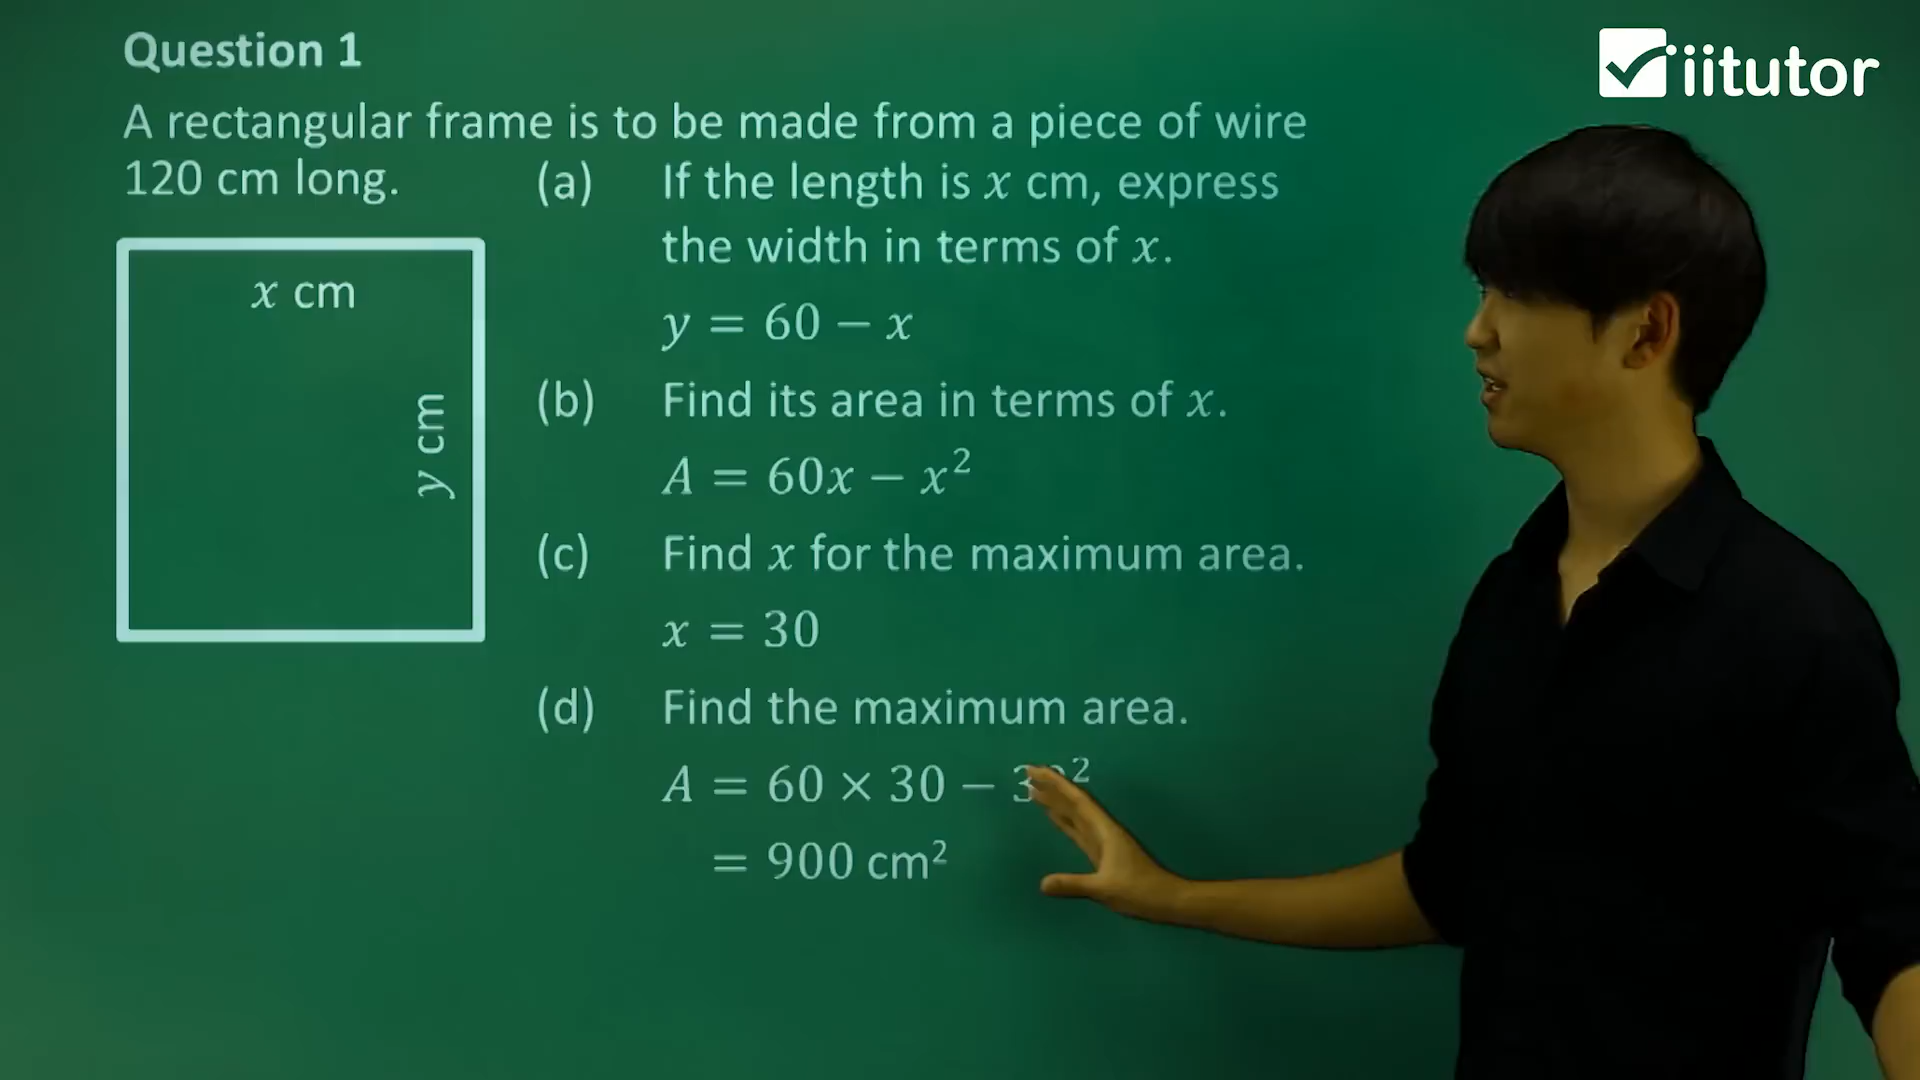 Question 1
iitutor
A rectangular frame is to be made from a piece of wire
120 cm long.
(a) If the length is x cm, express
the width in terms of x.
x cm
y cm
y = 60 − x
(b) Find its area in terms of x.
A = 60x − x²
(c) Find x for the maximum area.
x = 30
(d) Find the maximum area.
A = 60 × 30 − 30²
= 900 cm²